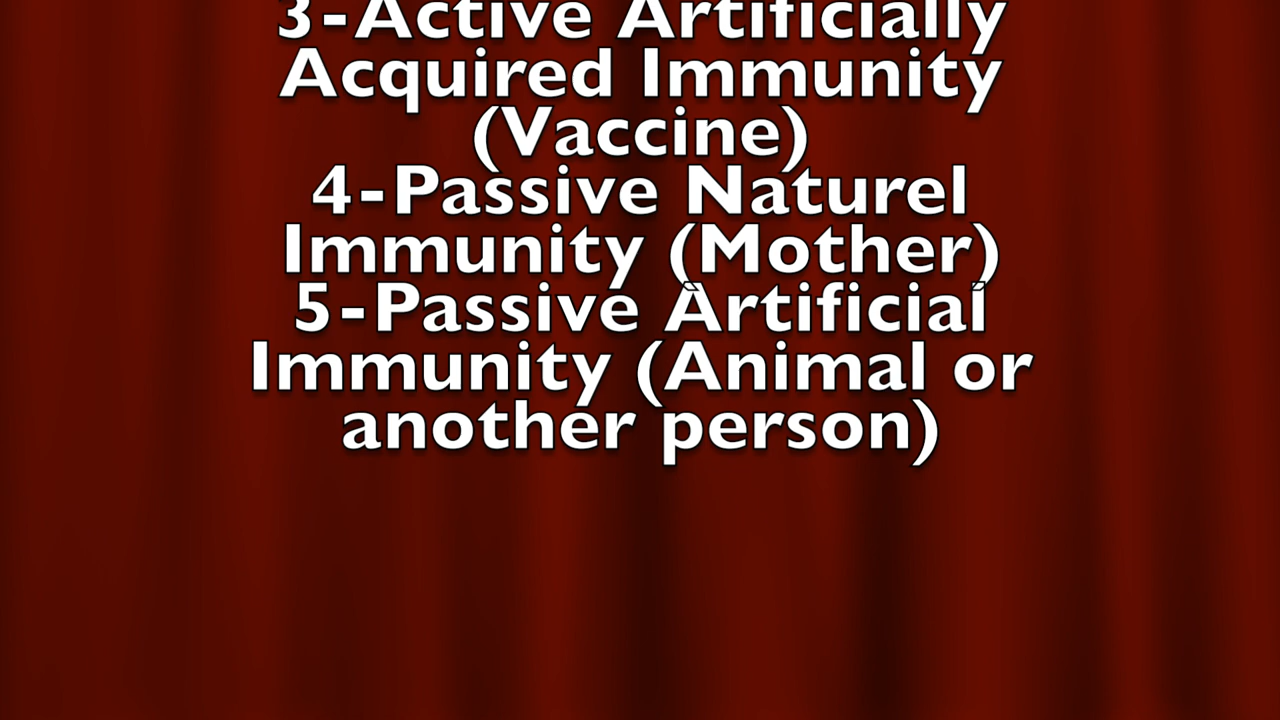 3-Active Artificially
Acquired Immunity
(Vaccine)
4-Passive Naturel
Immunity (Mother)
5-Passive Artificial
Immunity (Animal or
another person)